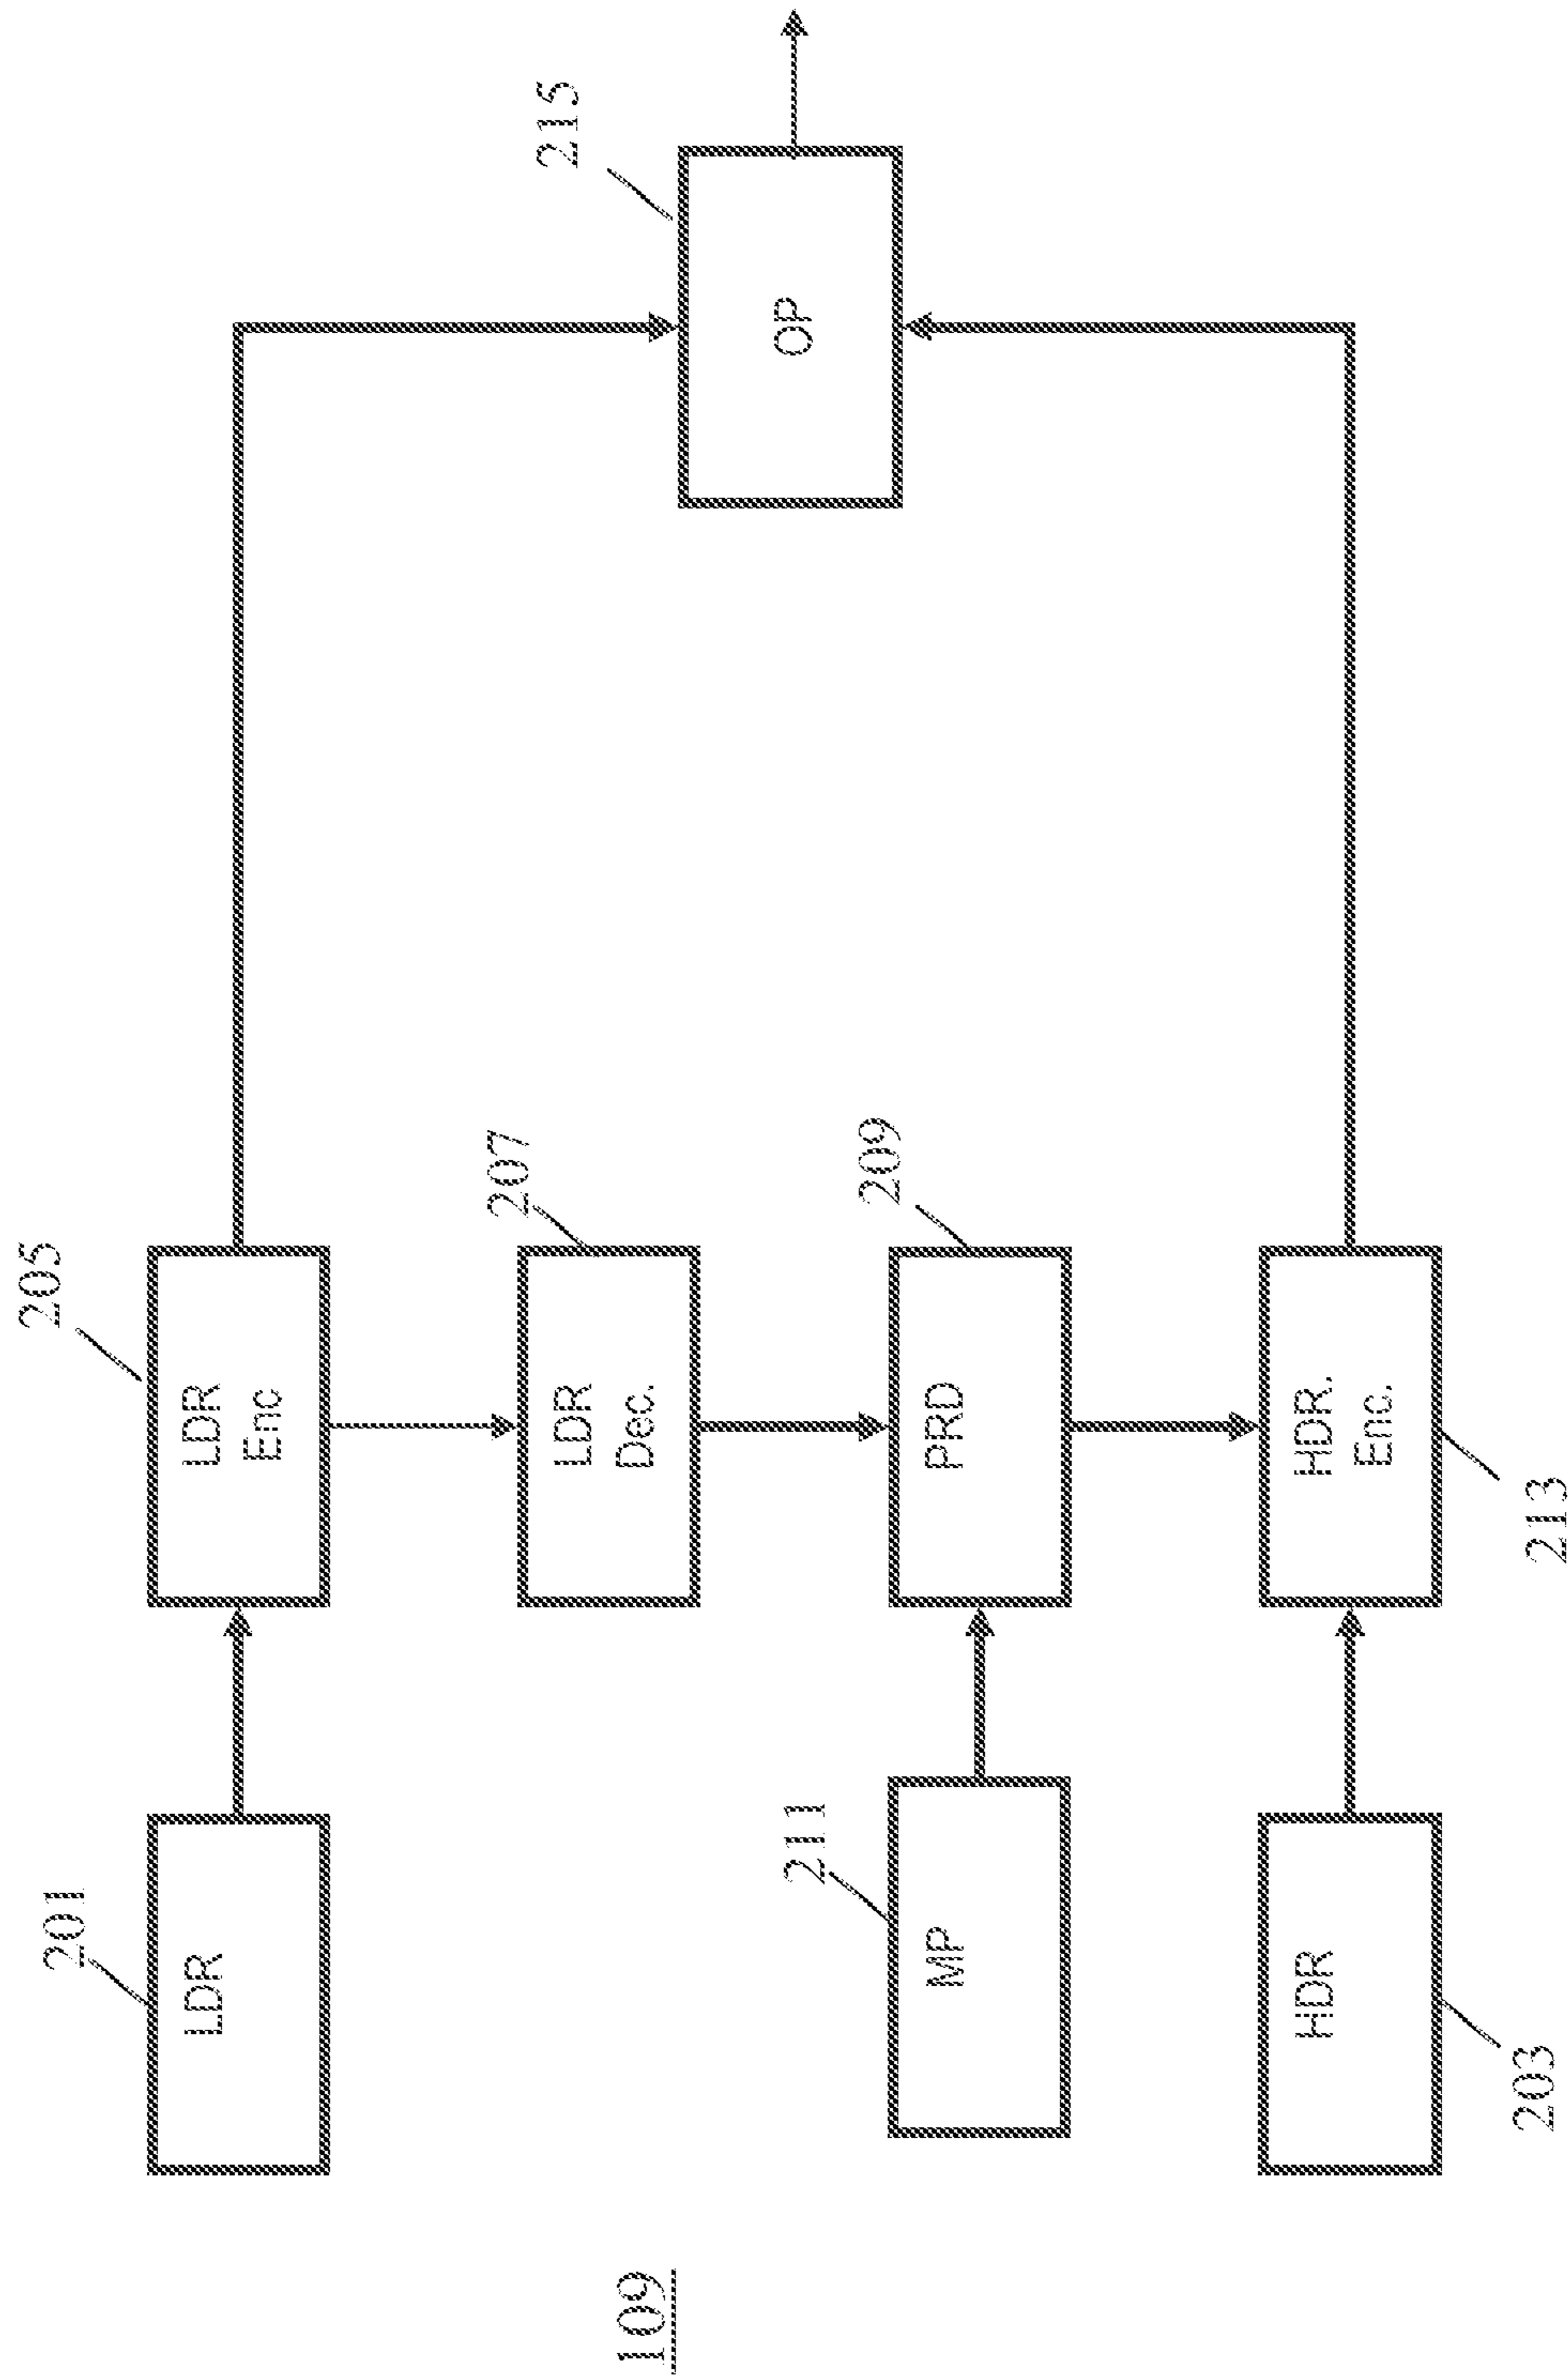 109
201
LDR
205
LDR
Enc
207
LDR
Dec.
211
MP
209
PRD
203
HDR
213
HDR.
Enc.
215
OP